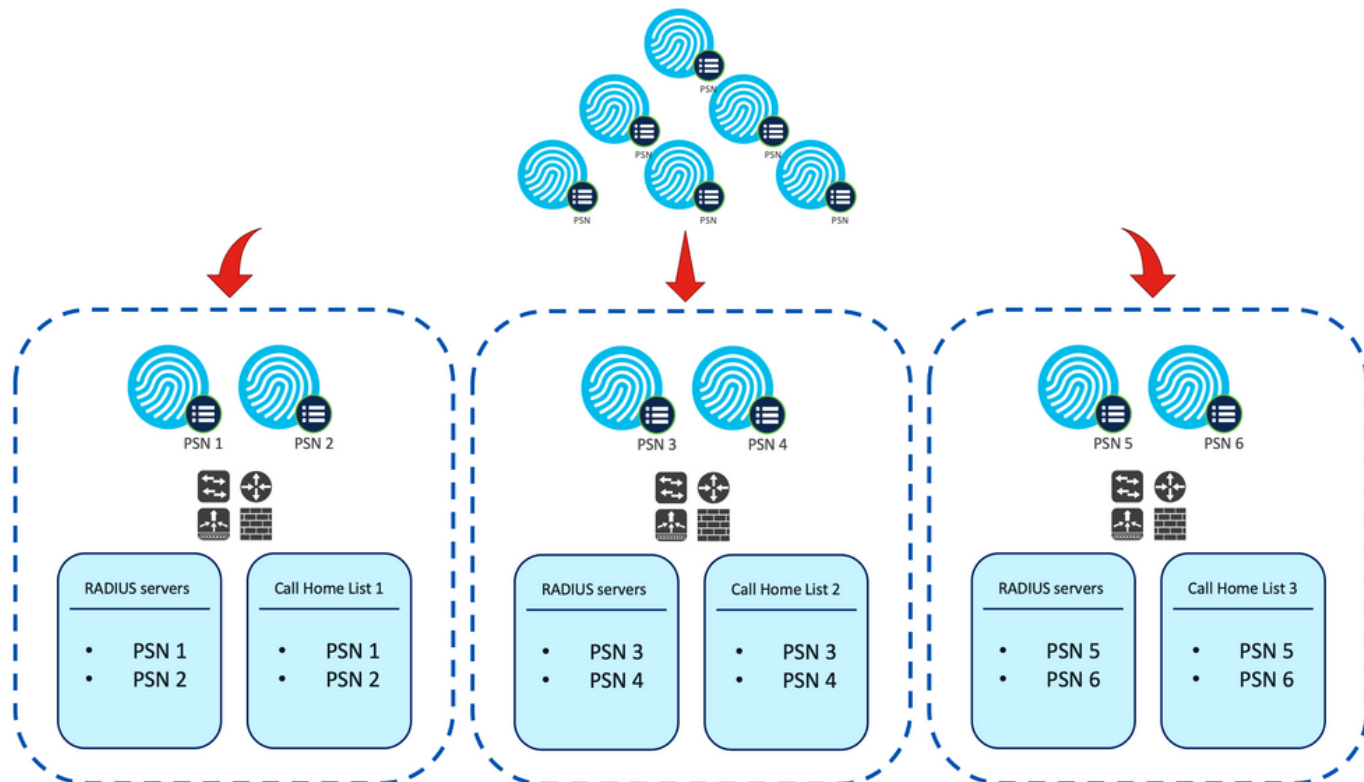 PSN
PSN
PSN
PSN
PSN
PSN
PSN 1
PSN 2
RADIUS servers
• PSN 1
• PSN 2
Call Home List 1
• PSN 1
• PSN 2
PSN 3
PSN 4
RADIUS servers
• PSN 3
• PSN 4
Call Home List 2
• PSN 3
• PSN 4
PSN 5
PSN 6
RADIUS servers
• PSN 5
• PSN 6
Call Home List 3
• PSN 5
• PSN 6